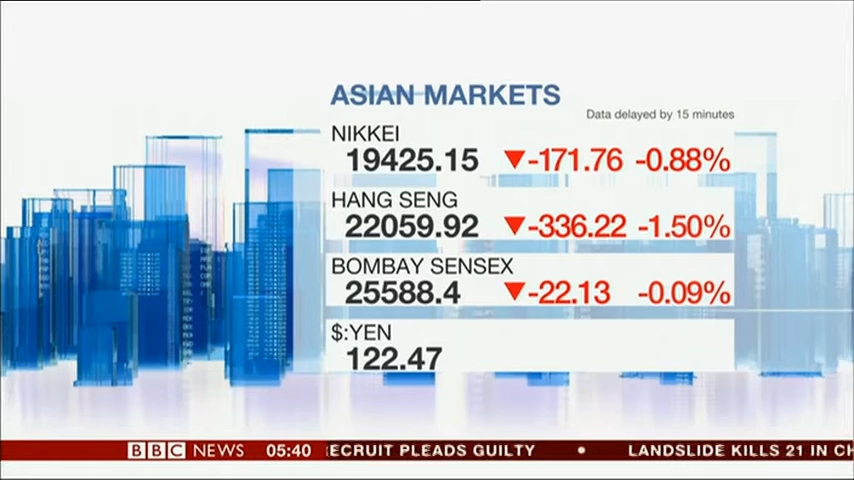 ASIAN MARKETS
Data delayed by 15 minutes
NIKKEI
19425.15 ▼-171.76 -0.88%
HANG SENG
22059.92 ▼-336.22 -1.50%
BOMBAY SENSEX
25588.4 ▼-22.13 -0.09%
$:YEN
122.47
BBC NEWS 05:40 RECRUIT PLEADS GUILTY • LANDSLIDE KILLS 21 IN CH